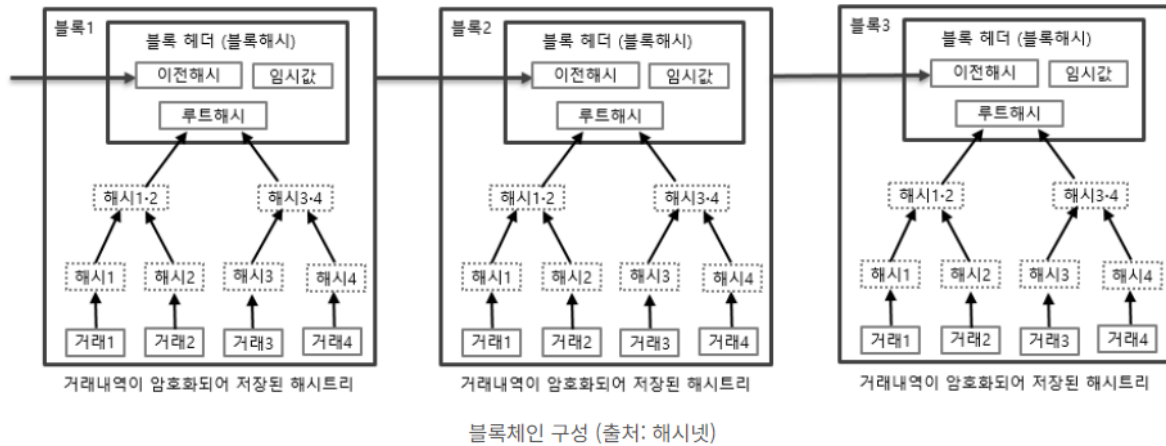 블록1
블록 헤더 (블록해시)
이전해시 임시값
루트해시
해시1·2 해시3·4
해시1 해시2 해시3 해시4
거래1 거래2 거래3 거래4
거래내역이 암호화되어 저장된 해시트리
블록2
블록 헤더 (블록해시)
이전해시 임시값
루트해시
해시1·2 해시3·4
해시1 해시2 해시3 해시4
거래1 거래2 거래3 거래4
거래내역이 암호화되어 저장된 해시트리
블록3
블록 헤더 (블록해시)
이전해시 임시값
루트해시
해시1·2 해시3·4
해시1 해시2 해시3 해시4
거래1 거래2 거래3 거래4
거래내역이 암호화되어 저장된 해시트리
블록체인 구성 (출처: 해시넷)